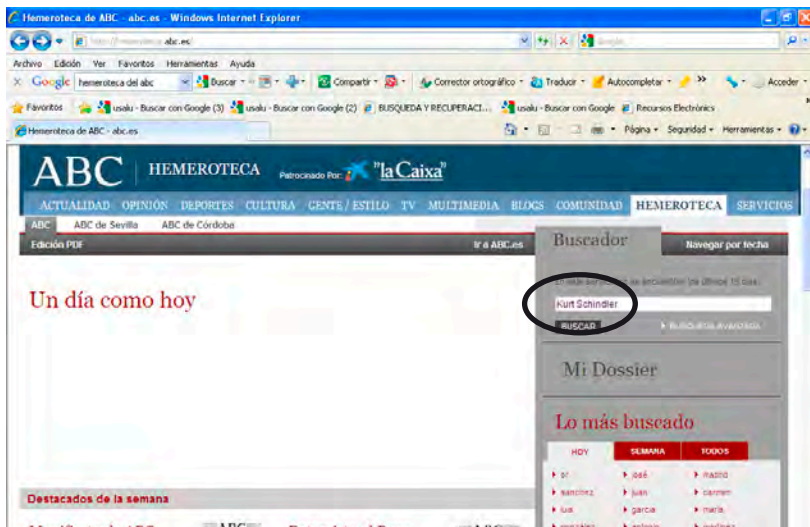 Hemeroteca de ABC - abc.es - Windows Internet Explorer
abc.es
Archivo Edición Ver Favoritos Herramientas Ayuda
X Google hemeroteca del abc Buscar Compartir Corrector ortográfico Traducir Autocompletar » Acceder
Favoritos usalu - Buscar con Google (3) usalu - Buscar con Google (2) BUSQUEDA Y RECUPERACI... usalu - Buscar con Google Recursos Electrónics
Hemeroteca de ABC - abc.es Página Seguridad Herramientas
ABC HEMEROTECA Patrocinado Por: "la Caixa"
ACTUALIDAD OPINIÓN DEPORTES CULTURA GENTE / ESTILO TV MULTIMEDIA BLOGS COMUNIDAD HEMEROTECA SERVICIOS
ABC ABC de Sevilla ABC de Córdoba
Edición PDF Ir a ABC.es
Buscador Navegar por fecha
Un día como hoy
Kurt Schindler
BUSCAR BÚSQUEDA AVANZADA
Mi Dossier
Lo más buscado
HOY SEMANA TODOS
josé madrid
sanchez juan carmen
luis garcia maria
Destacados de la semana